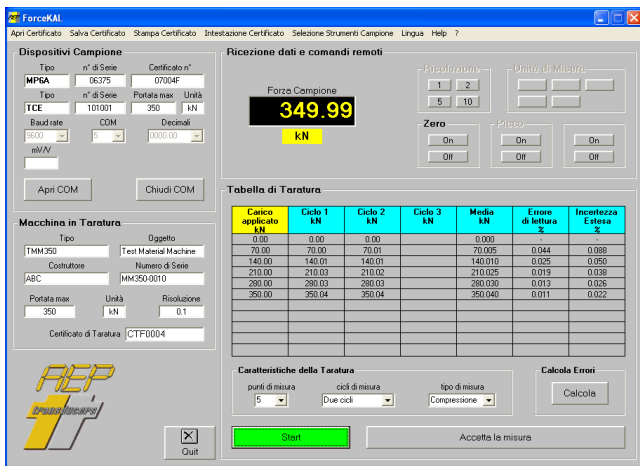 ForceKAL
Apri Certificato Salva Certificato Stampa Certificato Intestazione Certificato Selezione Strumenti Campione Lingua Help ?
Dispositivi Campione
Tipo n° di Serie Certificato n°
MP6A 06375 07004F
Tipo n° di Serie Portata max Unità
TCE 101001 350 kN
Baud rate COM Decimali
9600 5 0000.00
mV/V
Apri COM Chiudi COM
Macchina in Taratura
Tipo Oggetto
TMM350 Test Material Machine
Costruttore Numero di Serie
ABC MM350-0010
Portata max Unità Risoluzione
350 kN 0.1
Certificato di Taratura CTF0004
AEP
transducers
Quit
Ricezione dati e comandi remoti
Forza Campione
349.99
kN
Risoluzione
1 2
5 10
Unità di Misura
Zero
On
Off
Picco
On
Off
On
Off
Tabella di Taratura
Carico applicato kN Ciclo 1 kN Ciclo 2 kN Ciclo 3 kN Media kN Errore di lettura % Incertezza Estesa %
0.00 0.00 0.00 0.000 - -
70.00 70.00 70.01 70.005 0.044 0.088
140.00 140.01 140.01 140.010 0.025 0.050
210.00 210.03 210.02 210.025 0.019 0.038
280.00 280.03 280.03 280.030 0.013 0.026
350.00 350.04 350.04 350.040 0.011 0.022
Caratteristiche della Taratura
punti di misura cicli di misura tipo di misura
5 Due cicli Compressione
Calcola Errori
Calcola
Start Accetta la misura